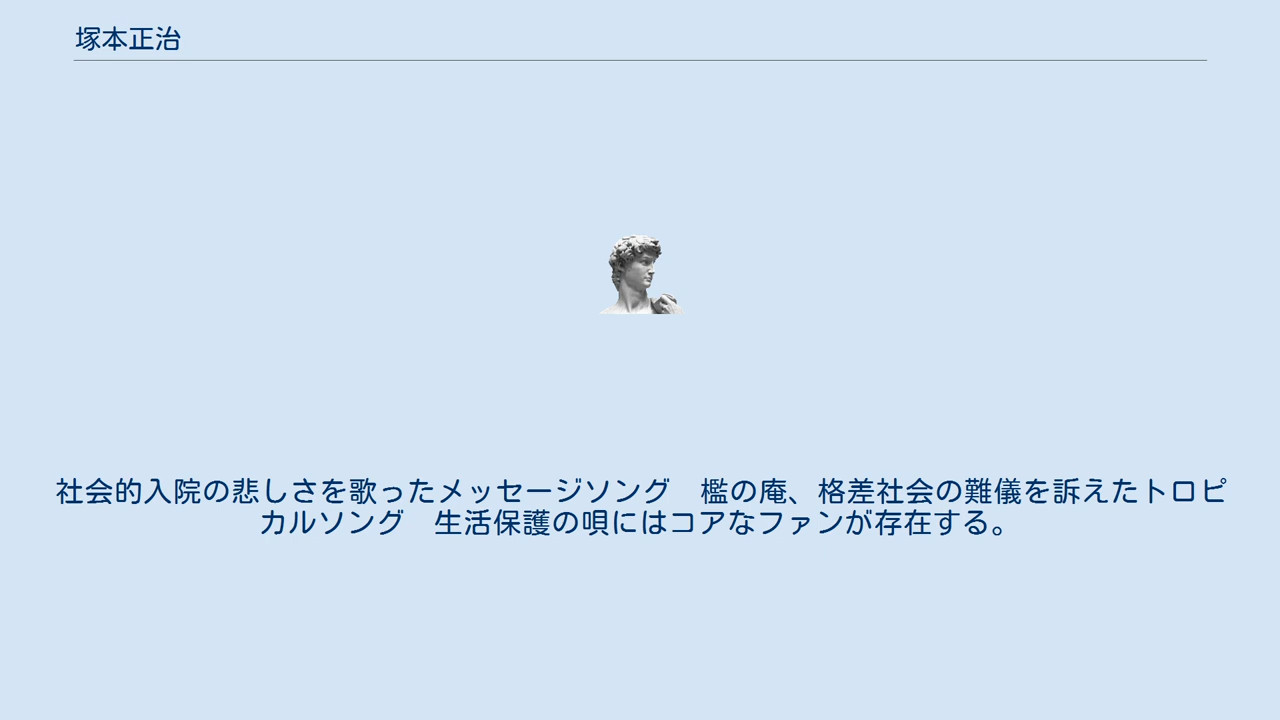 塚本正治
社会的入院の悲しさを歌ったメッセージソング　檻の庵、格差社会の難儀を訴えたトロピ
カルソング　生活保護の唄にはコアなファンが存在する。